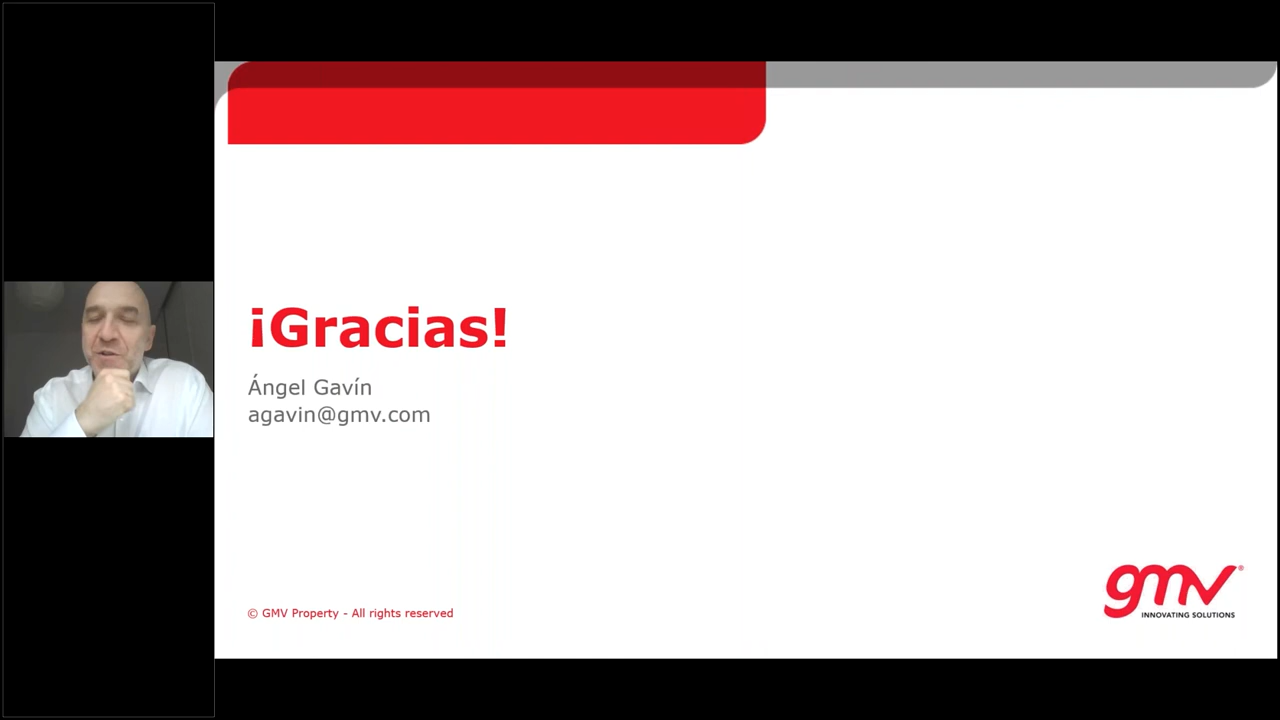 ¡Gracias!
Ángel Gavín
agavin@gmv.com
© GMV Property - All rights reserved
gmv®
INNOVATING SOLUTIONS